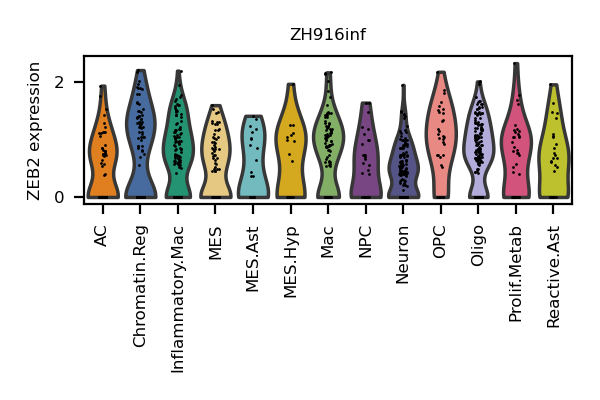 ZH916inf
ZEB2 expression
2
0
AC
Chromatin.Reg
Inflammatory.Mac
MES
MES.Ast
MES.Hyp
Mac
NPC
Neuron
OPC
Oligo
Prolif.Metab
Reactive.Ast